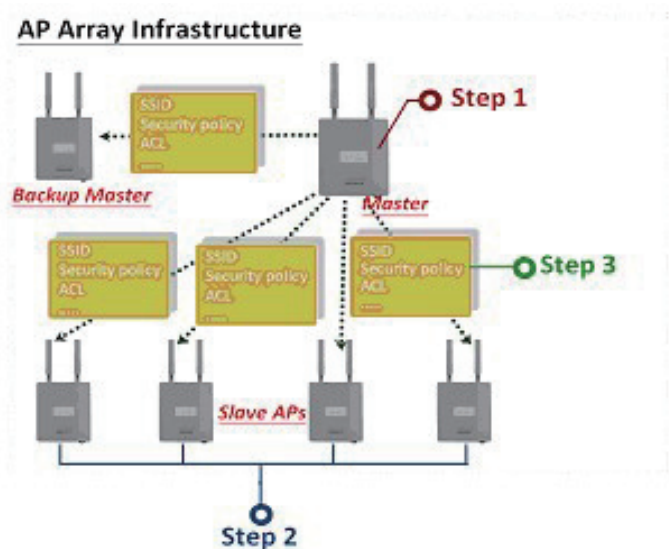 AP Array Infrastructure
SSID
Security policy
ACL
.....
Step 1
Backup Master
Master
SSID
Security policy
ACL
.....
SSID
Security policy
ACL
.....
SSID
Security policy
ACL
.....
Step 3
Slave APs
Step 2